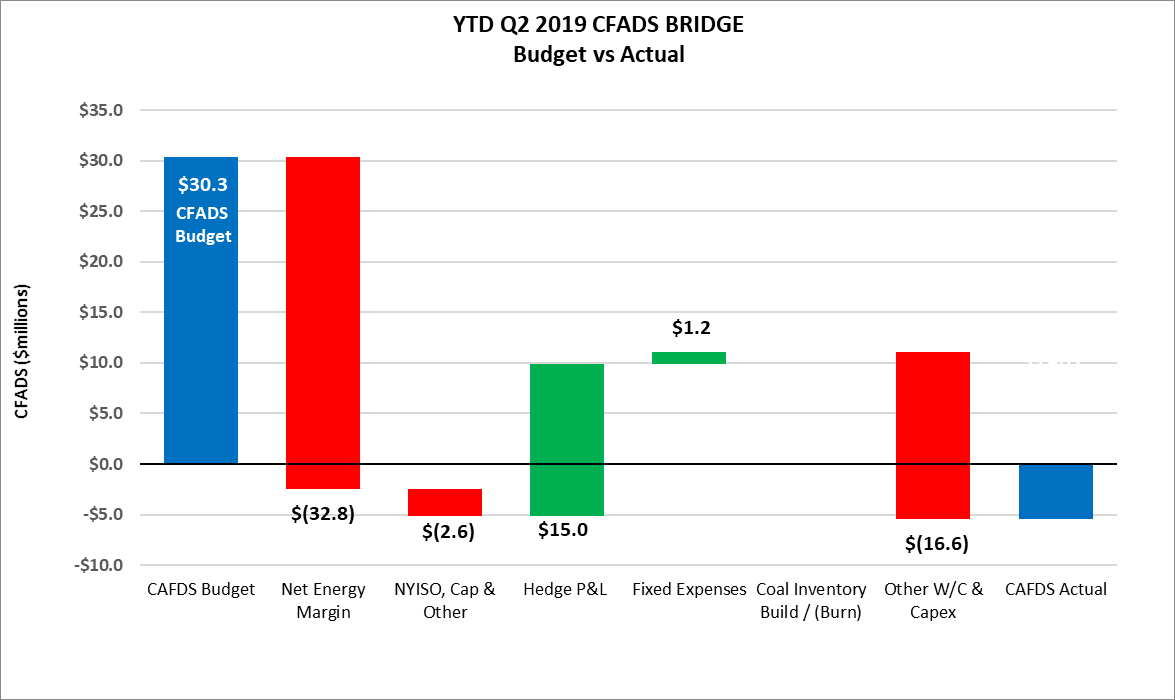 YTD Q2 2019 CFADS BRIDGE
Budget vs Actual
CFADS ($millions)
$35.0
$30.0
$25.0
$20.0
$15.0
$10.0
$5.0
$0.0
-$5.0
-$10.0
$30.3
CFADS
Budget
$(32.8)
$(2.6)
$15.0
$1.2
$(16.6)
CAFDS Budget
Net Energy
Margin
NYISO, Cap &
Other
Hedge P&L
Fixed Expenses
Coal Inventory
Build / (Burn)
Other W/C &
Capex
CAFDS Actual